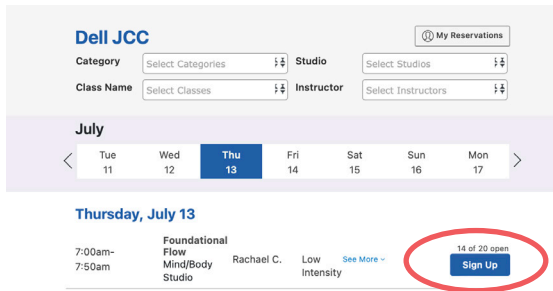 Dell JCC
My Reservations
Category Select Categories Studio Select Studios
Class Name Select Classes Instructor Select Instructors
July
Tue Wed Thu Fri Sat Sun Mon
11 12 13 14 15 16 17
Thursday, July 13
7:00am-
7:50am
Foundational
Flow
Mind/Body
Studio
Rachael C.
Low
Intensity
See More
14 of 20 open
Sign Up